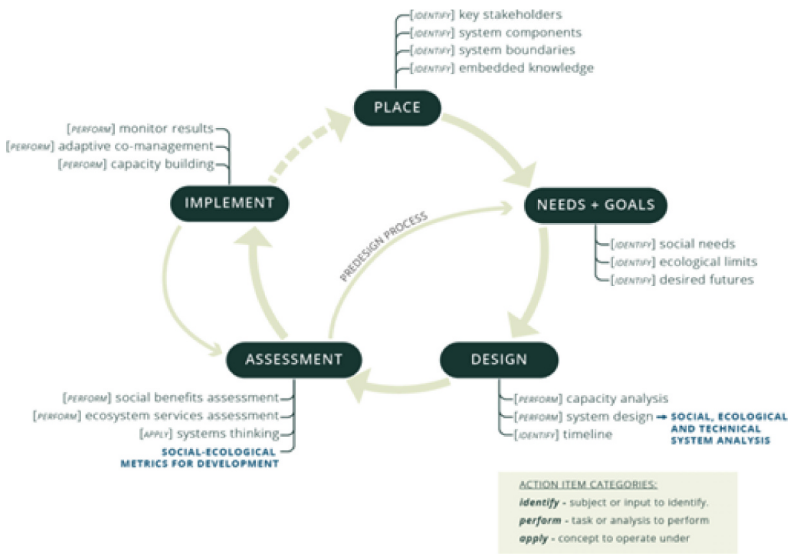 [IDENTIFY] key stakeholders
[IDENTIFY] system components
[IDENTIFY] system boundaries
[IDENTIFY] embedded knowledge
PLACE
[PERFORM] monitor results
[PERFORM] adaptive co-management
[PERFORM] capacity building
IMPLEMENT
NEEDS + GOALS
[IDENTIFY] social needs
[IDENTIFY] ecological limits
[IDENTIFY] desired futures
PREDESIGN PROCESS
ASSESSMENT
[PERFORM] social benefits assessment
[PERFORM] ecosystem services assessment
[APPLY] systems thinking
SOCIAL-ECOLOGICAL
METRICS FOR DEVELOPMENT
DESIGN
[PERFORM] capacity analysis
[PERFORM] system design
[IDENTIFY] timeline
SOCIAL, ECOLOGICAL
AND TECHNICAL
SYSTEM ANALYSIS
ACTION ITEM CATEGORIES:
identify - subject or input to identify.
perform - task or analysis to perform
apply - concept to operate under